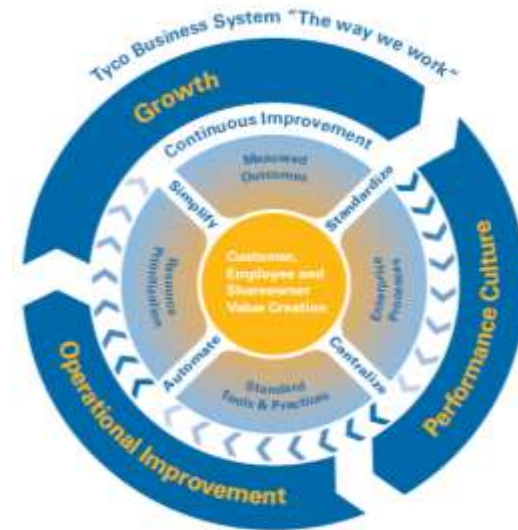 Tyco Business System "The way we work"
Growth
Continuous Improvement
Measured
Outcomes
Simplify
Standardize
Resource
Prioritization
Customer,
Employee and
Shareowner
Value Creation
Enterprise
Processes
Automate
Centralize
Standard
Tools & Practices
Operational Improvement
Performance Culture